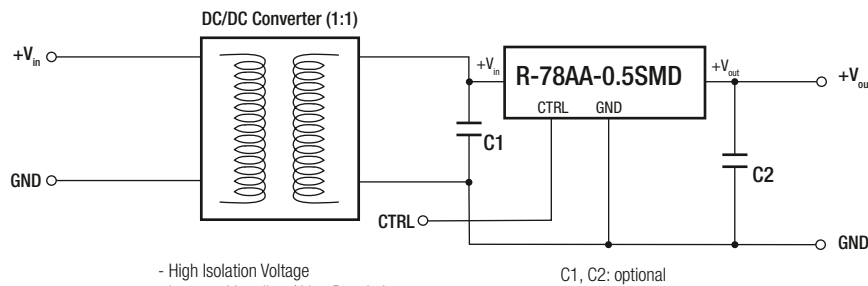 DC/DC Converter (1:1)
+Vin
R-78AA-0.5SMD
+Vin
+Vout
+Vou
CTRL
GND
C1
C2
GND
CTRL
GND
- High Isolation Voltage
C1, C2: optional